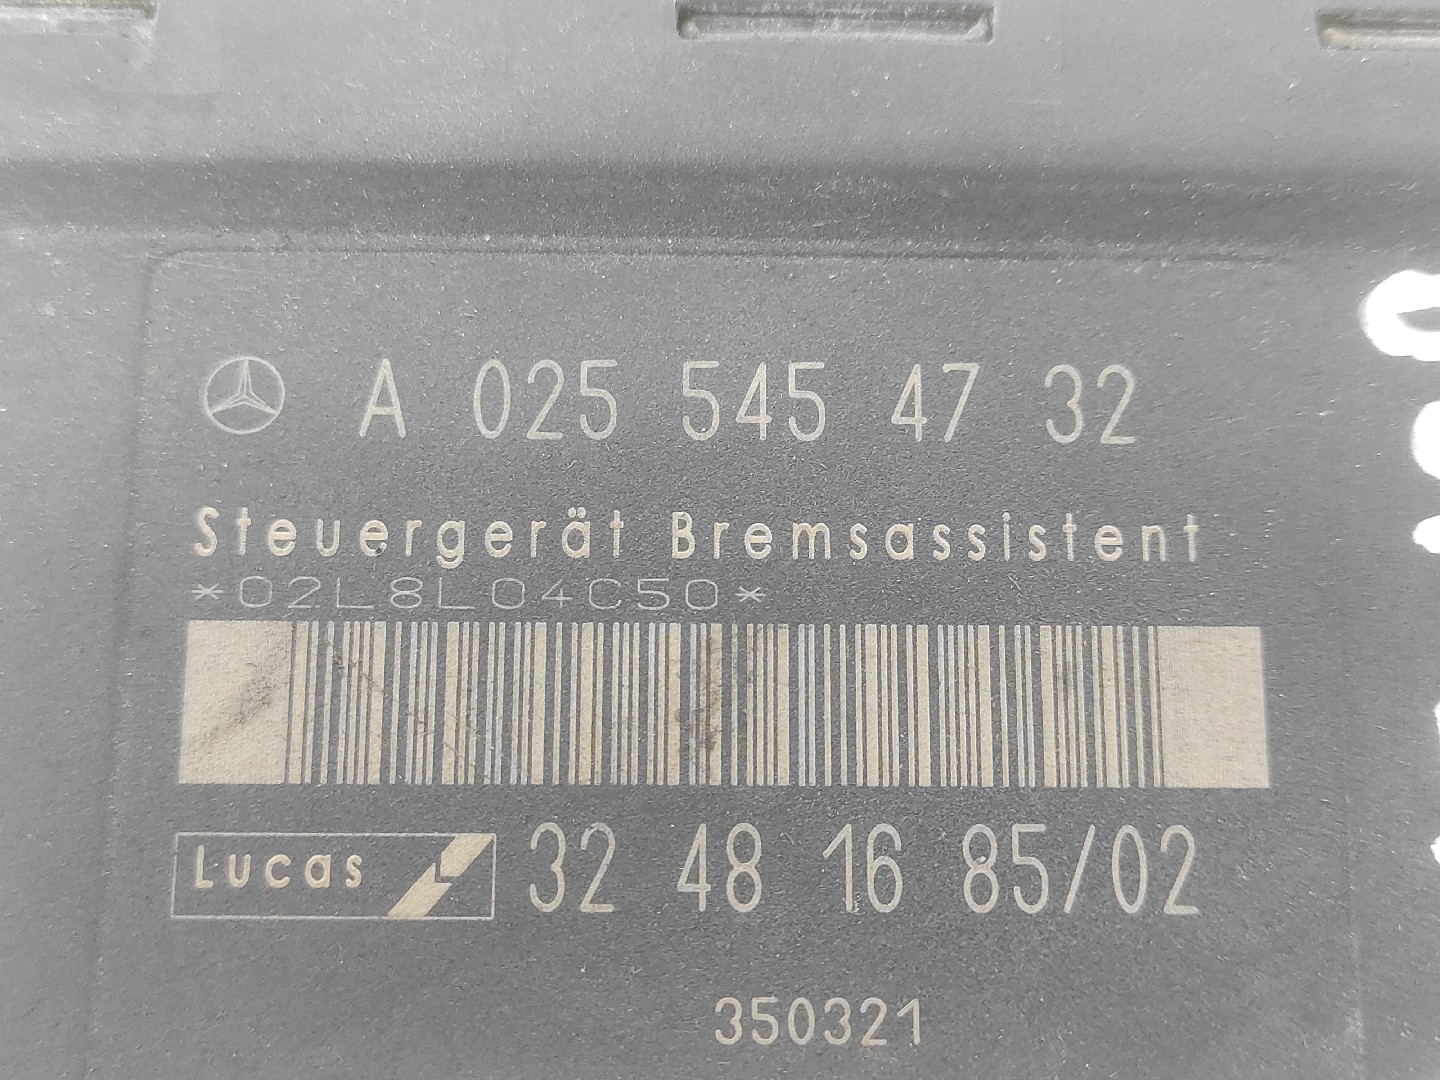 A 025 545 47 32
Steuergerät Bremsassistent
*02L8L04C50*
Lucas 32 48 16 85/02
350321